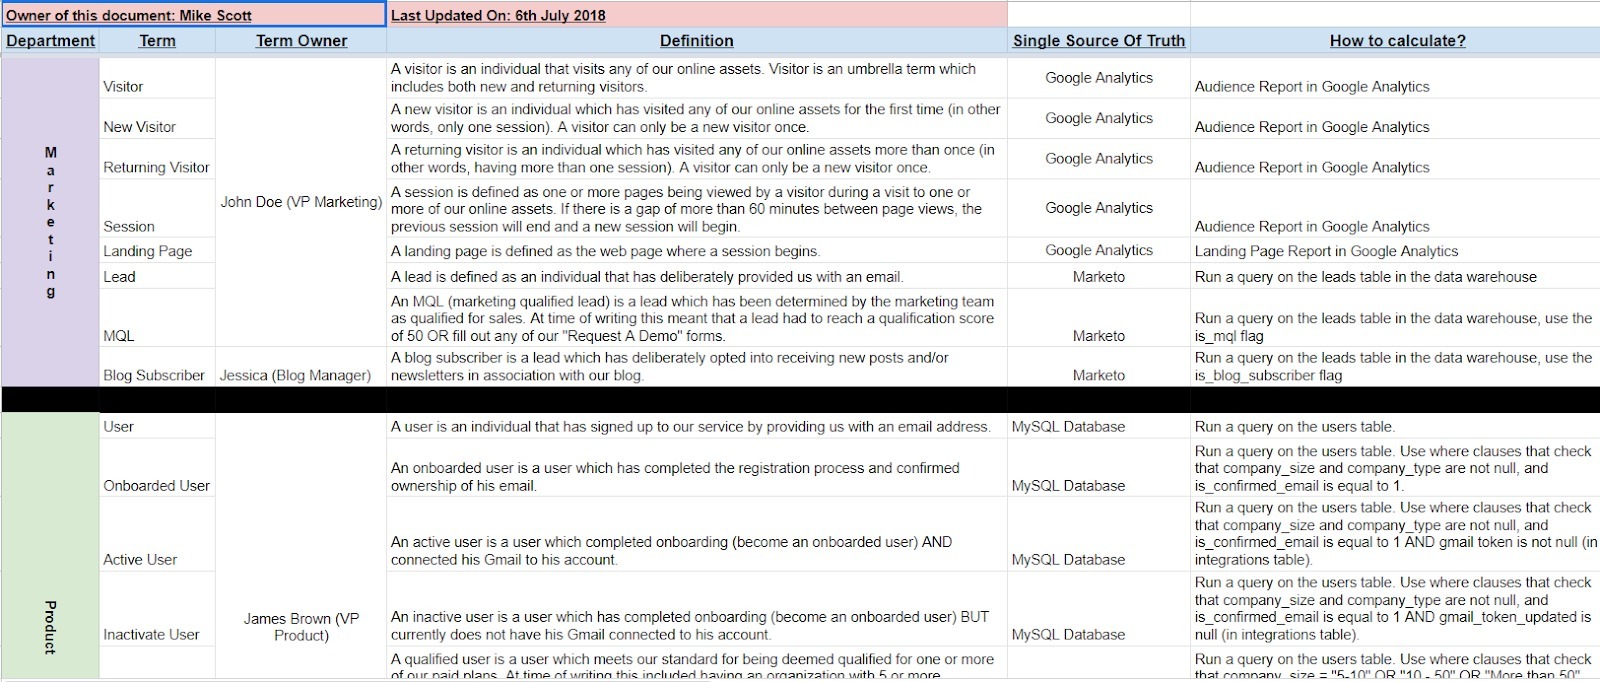 Owner of this document: Mike Scott
Last Updated On: 6th July 2018
Department
Term
Term Owner
Definition
Single Source Of Truth
How to calculate?
Marketing
Visitor
John Doe (VP Marketing)
A visitor is an individual that visits any of our online assets. Visitor is an umbrella term which
includes both new and returning visitors.
Google Analytics
Audience Report in Google Analytics
New Visitor
A new visitor is an individual which has visited any of our online assets for the first time (in other
words, only one session). A visitor can only be a new visitor once.
Google Analytics
Audience Report in Google Analytics
Returning Visitor
A returning visitor is an individual which has visited any of our online assets more than once (in
other words, having more than one session). A visitor can only be a new visitor once.
Google Analytics
Audience Report in Google Analytics
Session
A session is defined as one or more pages being viewed by a visitor during a visit to one or
more of our online assets. If there is a gap of more than 60 minutes between page views, the
previous session will end and a new session will begin.
Google Analytics
Audience Report in Google Analytics
Landing Page
A landing page is defined as the web page where a session begins.
Google Analytics
Landing Page Report in Google Analytics
Lead
A lead is defined as an individual that has deliberately provided us with an email.
Marketo
Run a query on the leads table in the data warehouse
MQL
An MQL (marketing qualified lead) is a lead which has been determined by the marketing team
as qualified for sales. At time of writing this meant that a lead had to reach a qualification score
of 50 OR fill out any of our "Request A Demo" forms.
Marketo
Run a query on the leads table in the data warehouse, use the
is_mql flag
Blog Subscriber
Jessica (Blog Manager)
A blog subscriber is a lead which has deliberately opted into receiving new posts and/or
newsletters in association with our blog.
Marketo
Run a query on the leads table in the data warehouse, use the
is_blog_subscriber flag
Product
User
James Brown (VP
Product)
A user is an individual that has signed up to our service by providing us with an email address.
MySQL Database
Run a query on the users table.
Onboarded User
An onboarded user is a user which has completed the registration process and confirmed
ownership of his email.
MySQL Database
Run a query on the users table. Use where clauses that check
that company_size and company_type are not null, and
is_confirmed_email is equal to 1.
Active User
An active user is a user which completed onboarding (become an onboarded user) AND
connected his Gmail to his account.
MySQL Database
Run a query on the users table. Use where clauses that check
that company_size and company_type are not null, and
is_confirmed_email is equal to 1 AND gmail token is not null (in
integrations table).
Inactivate User
An inactive user is a user which has completed onboarding (become an onboarded user) BUT
currently does not have his Gmail connected to his account.
MySQL Database
Run a query on the users table. Use where clauses that check
that company_size and company_type are not null, and
is_confirmed_email is equal to 1 AND gmail_token_updated is
null (in integrations table).
A qualified user is a user which meets our standard for being deemed qualified for one or more
of our paid plans. At time of writing this included having an organization with 5 or more
Run a query on the users table. Use where clauses that check
that company_size = "5-10" OR "10 - 50" OR "More than 50"